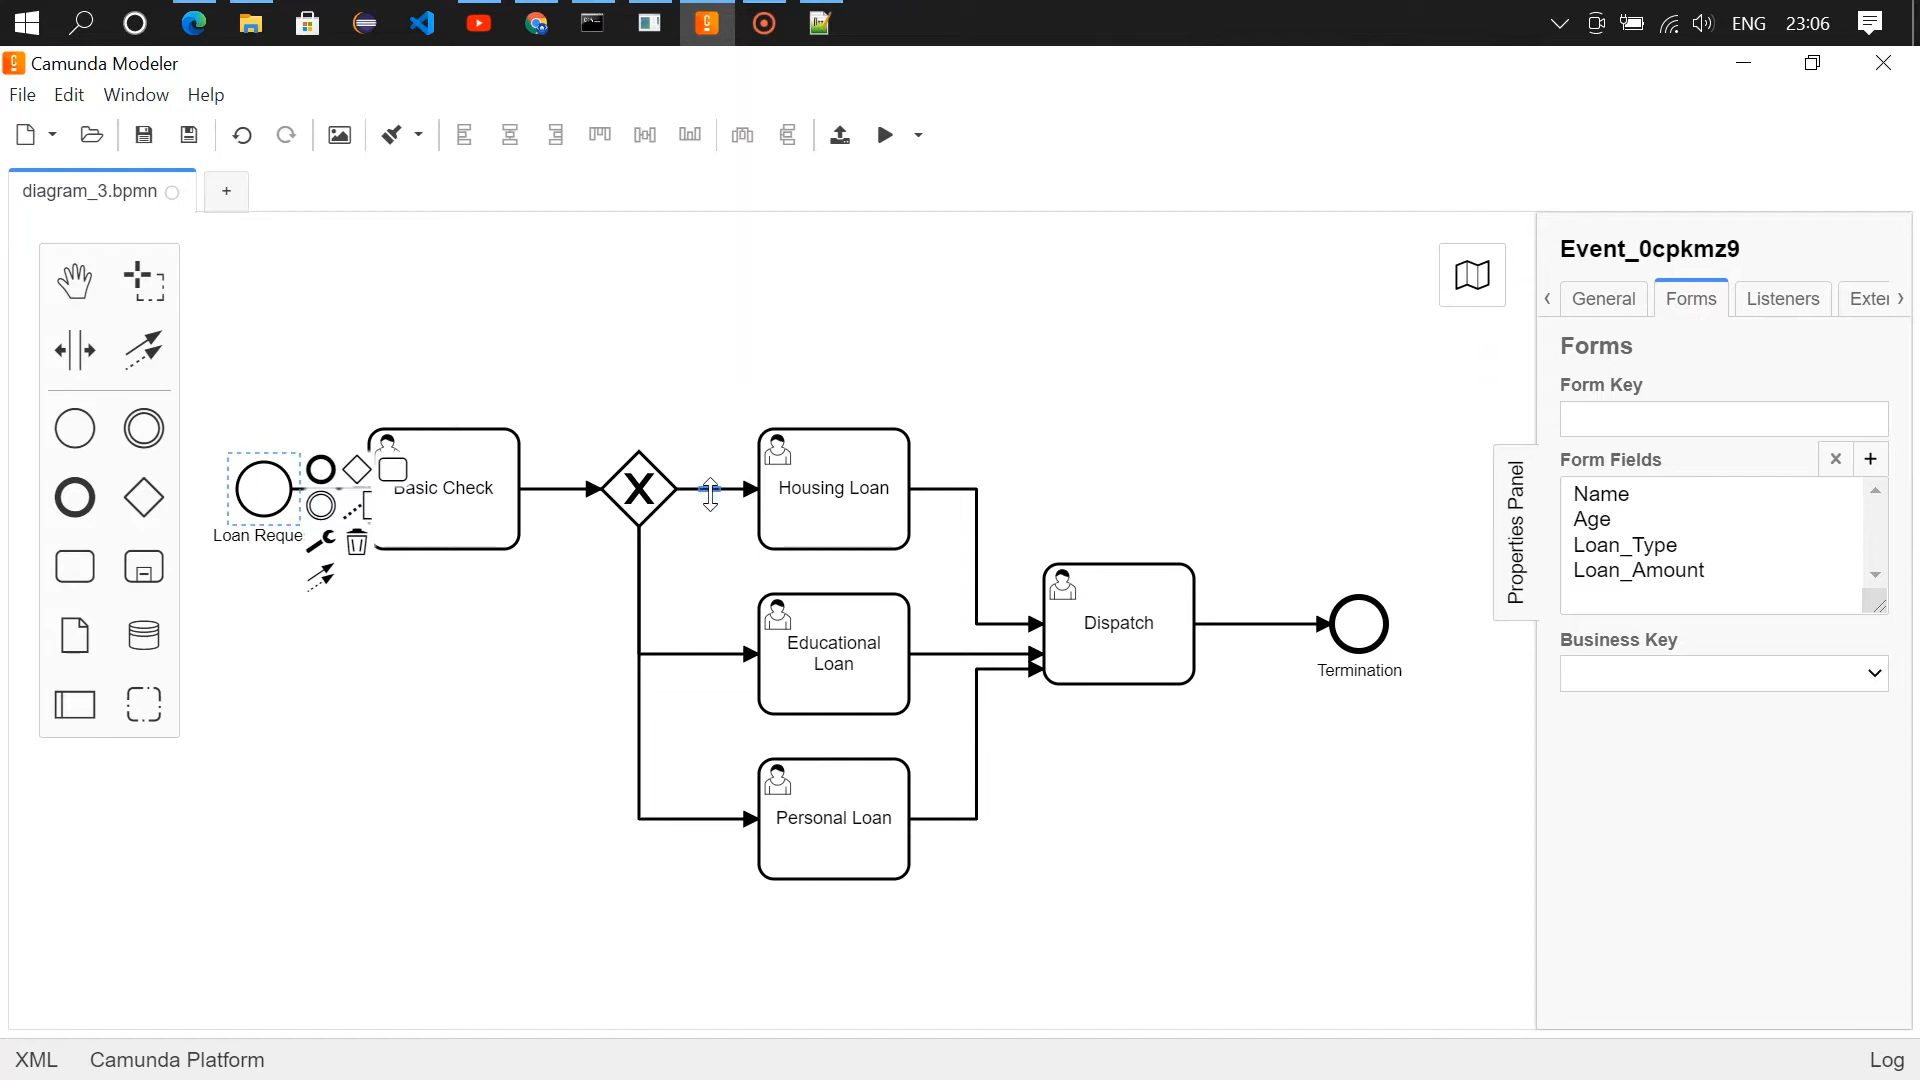 ENG 23:06
Camunda Modeler
File Edit Window Help
diagram_3.bpmn
+
Event_0cpkmz9
General Forms Listeners Exter
Forms
Form Key
Form Fields
Name
Age
Loan_Type
Loan_Amount
Business Key
Properties Panel
Loan Reque
Basic Check
Housing Loan
Educational
Loan
Personal Loan
Dispatch
Termination
XML Camunda Platform Log